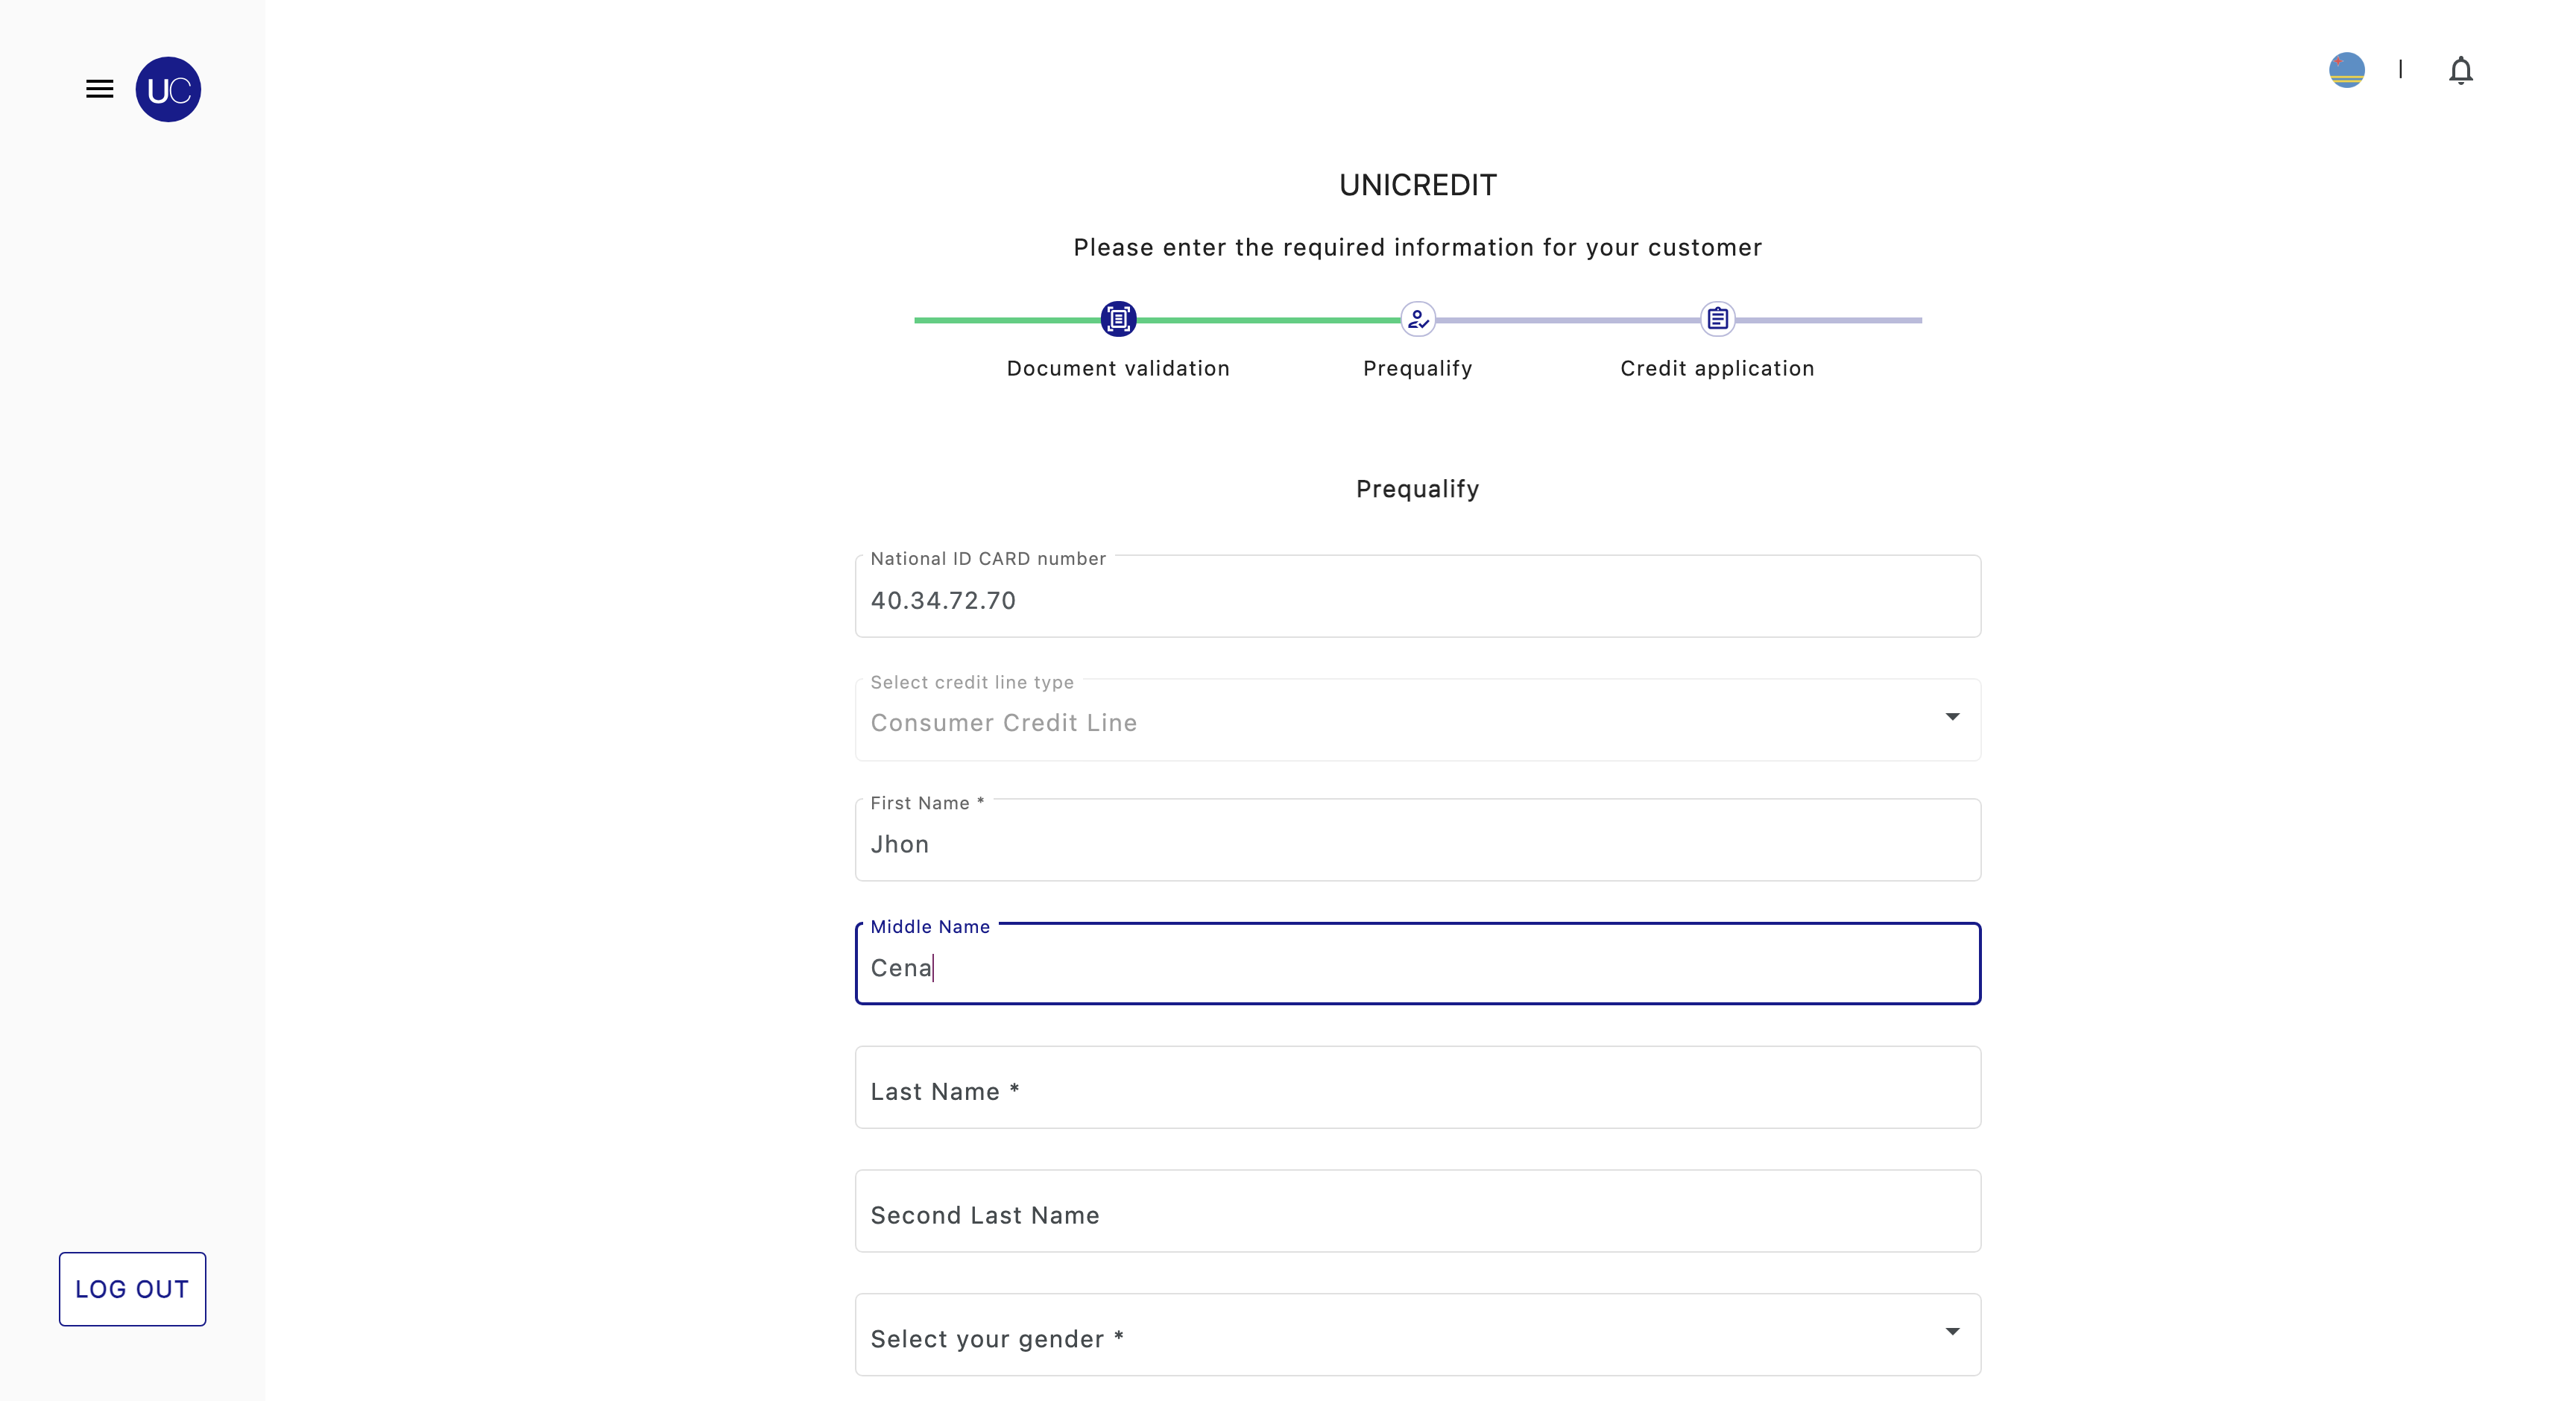 UC
UNICREDIT
Please enter the required information for your customer
Document validation
Prequalify
Credit application
Prequalify
National ID CARD number
40.34.72.70
Select credit line type
Consumer Credit Line
First Name *
Jhon
Middle Name
Cena
Last Name *
Second Last Name
Select your gender *
LOG OUT